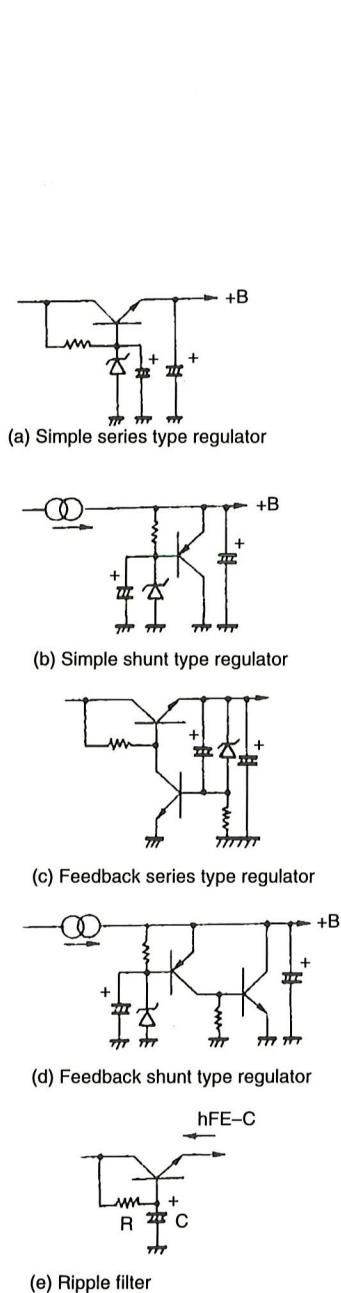 +B
+
+
(a) Simple series type regulator
+B
+
+
(b) Simple shunt type regulator
+
+
(c) Feedback series type regulator
+B
+
+
(d) Feedback shunt type regulator
hFE–C
+
R
C
(e) Ripple filter